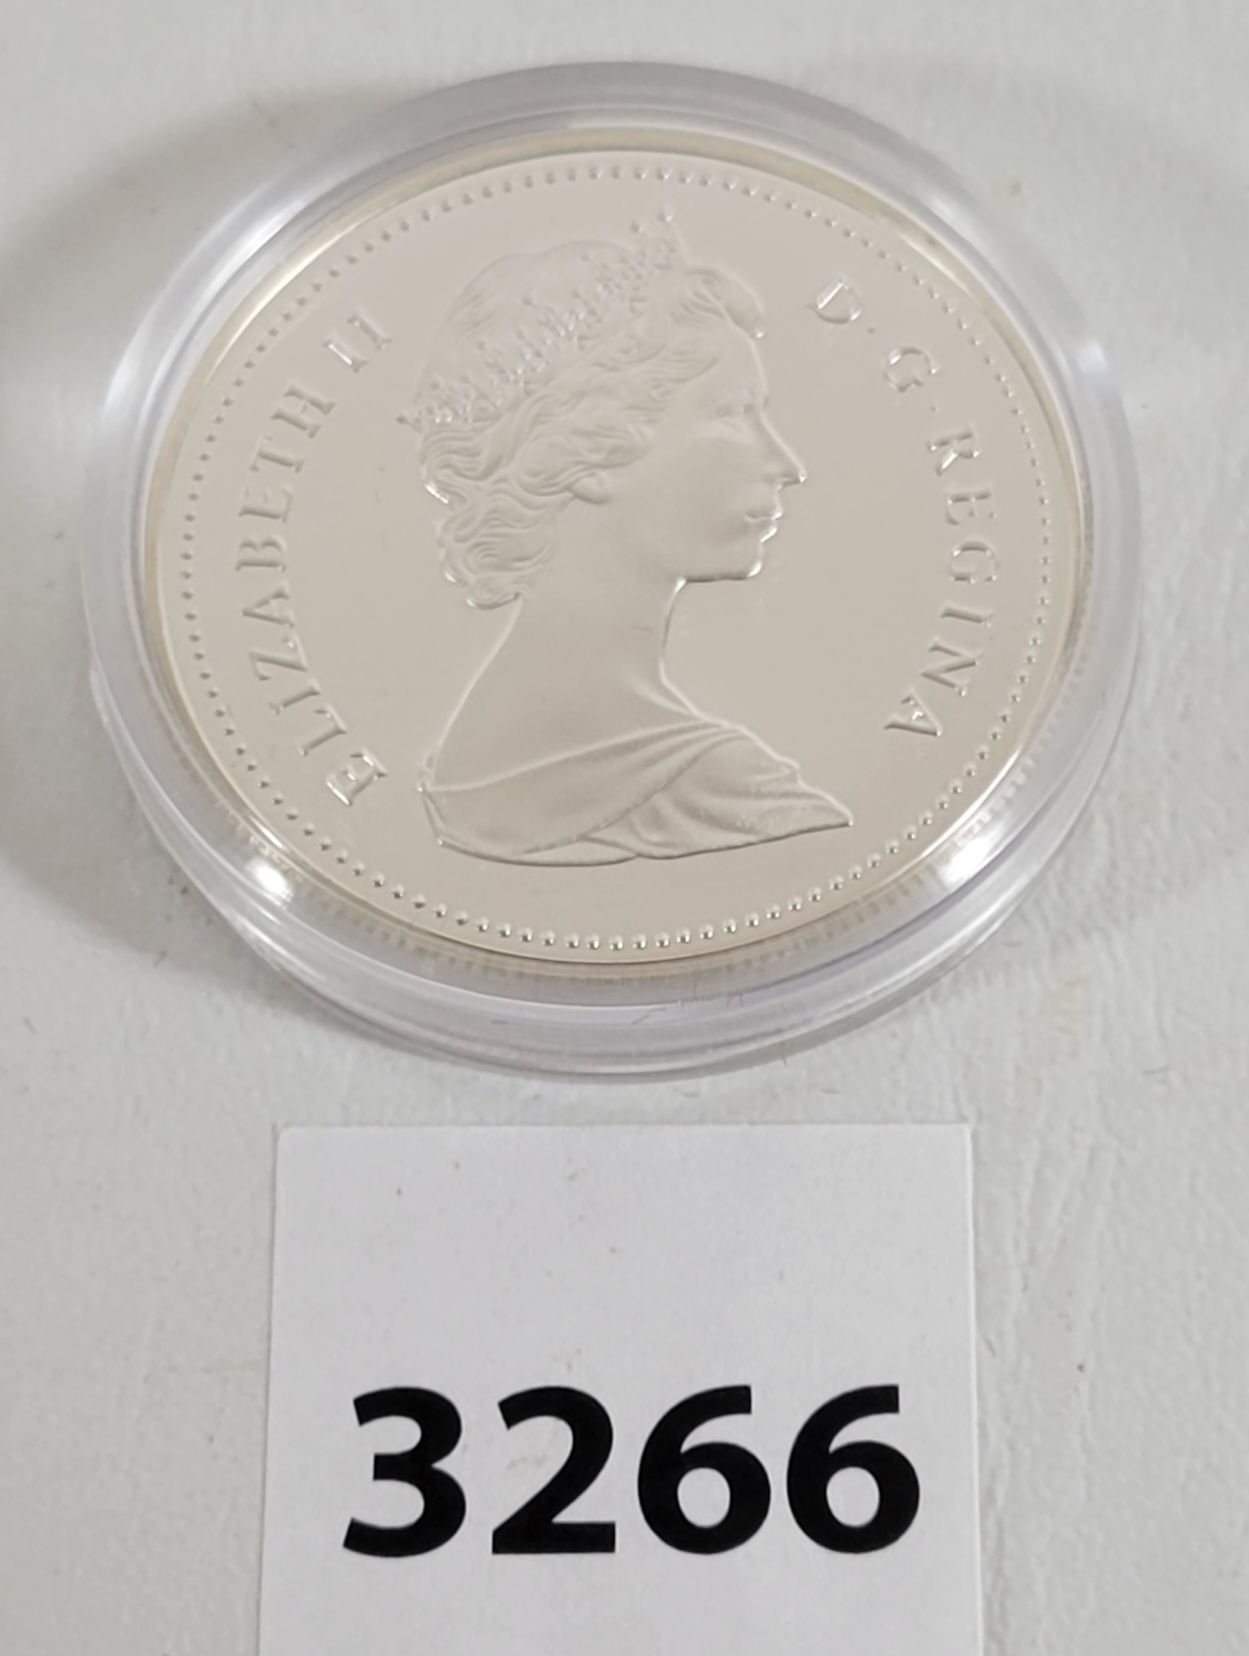 ELIZABETH II D·G·REGINA
3266